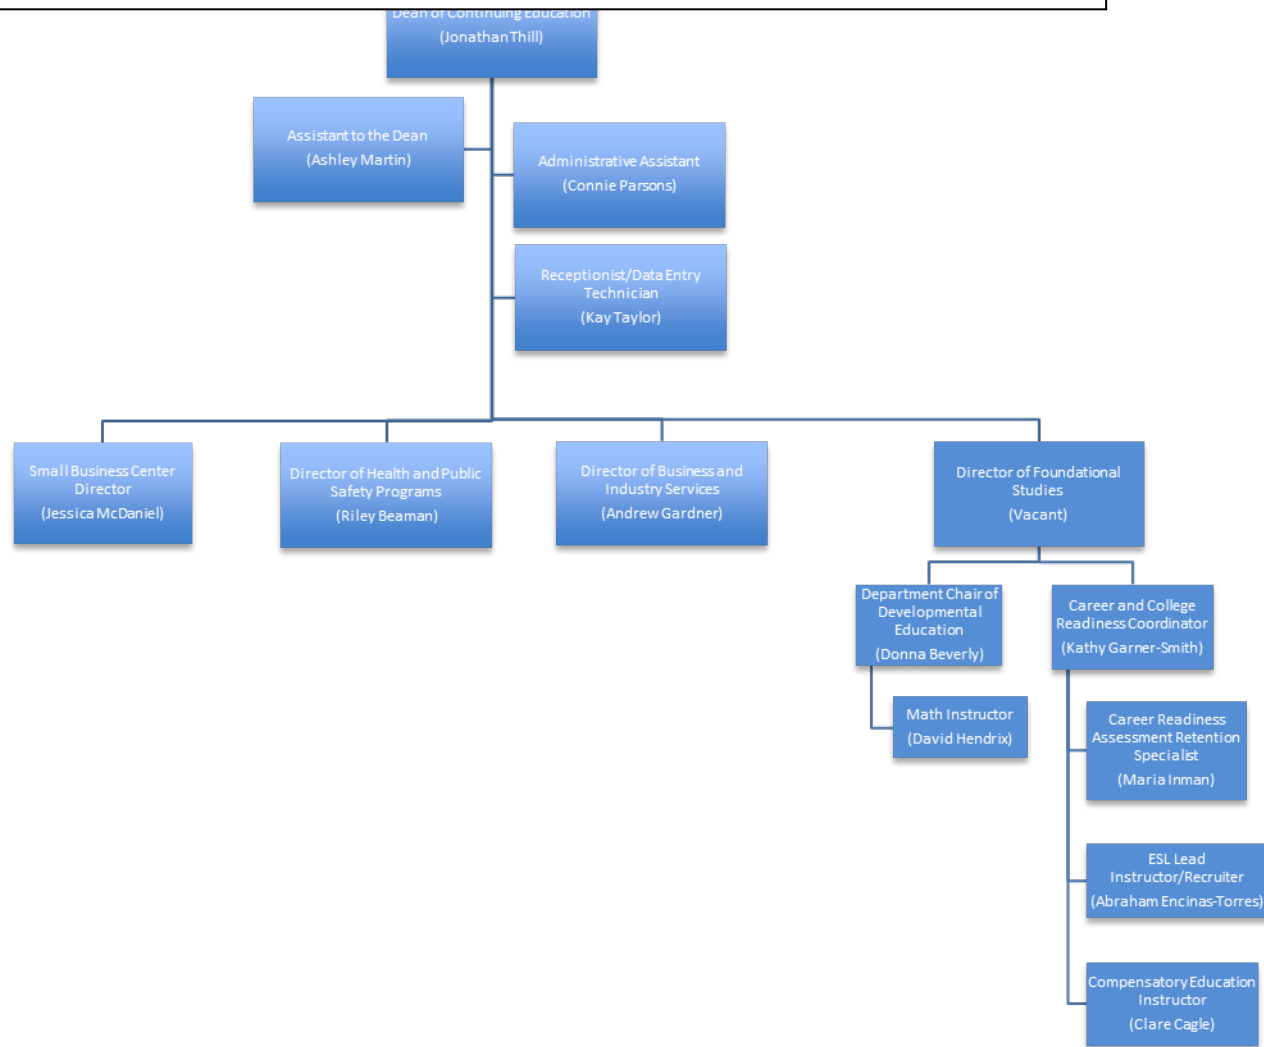 Dean of Continuing Education
(Jonathan Thill)
Assistant to the Dean
(Ashley Martin)
Administrative Assistant
(Connie Parsons)
Receptionist/Data Entry
Technician
(Kay Taylor)
Small Business Center
Director
(Jessica McDaniel)
Director of Health and Public
Safety Programs
(Riley Beaman)
Director of Business and
Industry Services
(Andrew Gardner)
Director of Foundational
Studies
(Vacant)
Department Chair of
Developmental
Education
(Donna Beverly)
Math Instructor
(David Hendrix)
Career and College
Readiness Coordinator
(Kathy Garner-Smith)
Career Readiness
Assessment Retention
Specialist
(Maria Inman)
ESL Lead
Instructor/Recruiter
(Abraham Encinas-Torres)
Compensatory Education
Instructor
(Clare Cagle)